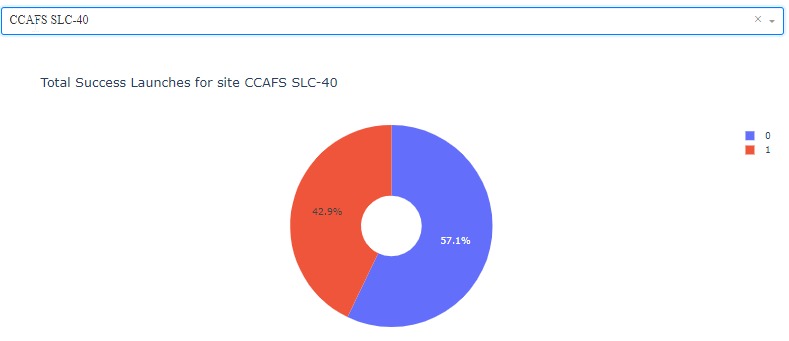 CCAFS SLC-40
Total Success Launches for site CCAFS SLC-40
0
1
42.9%
57.1%